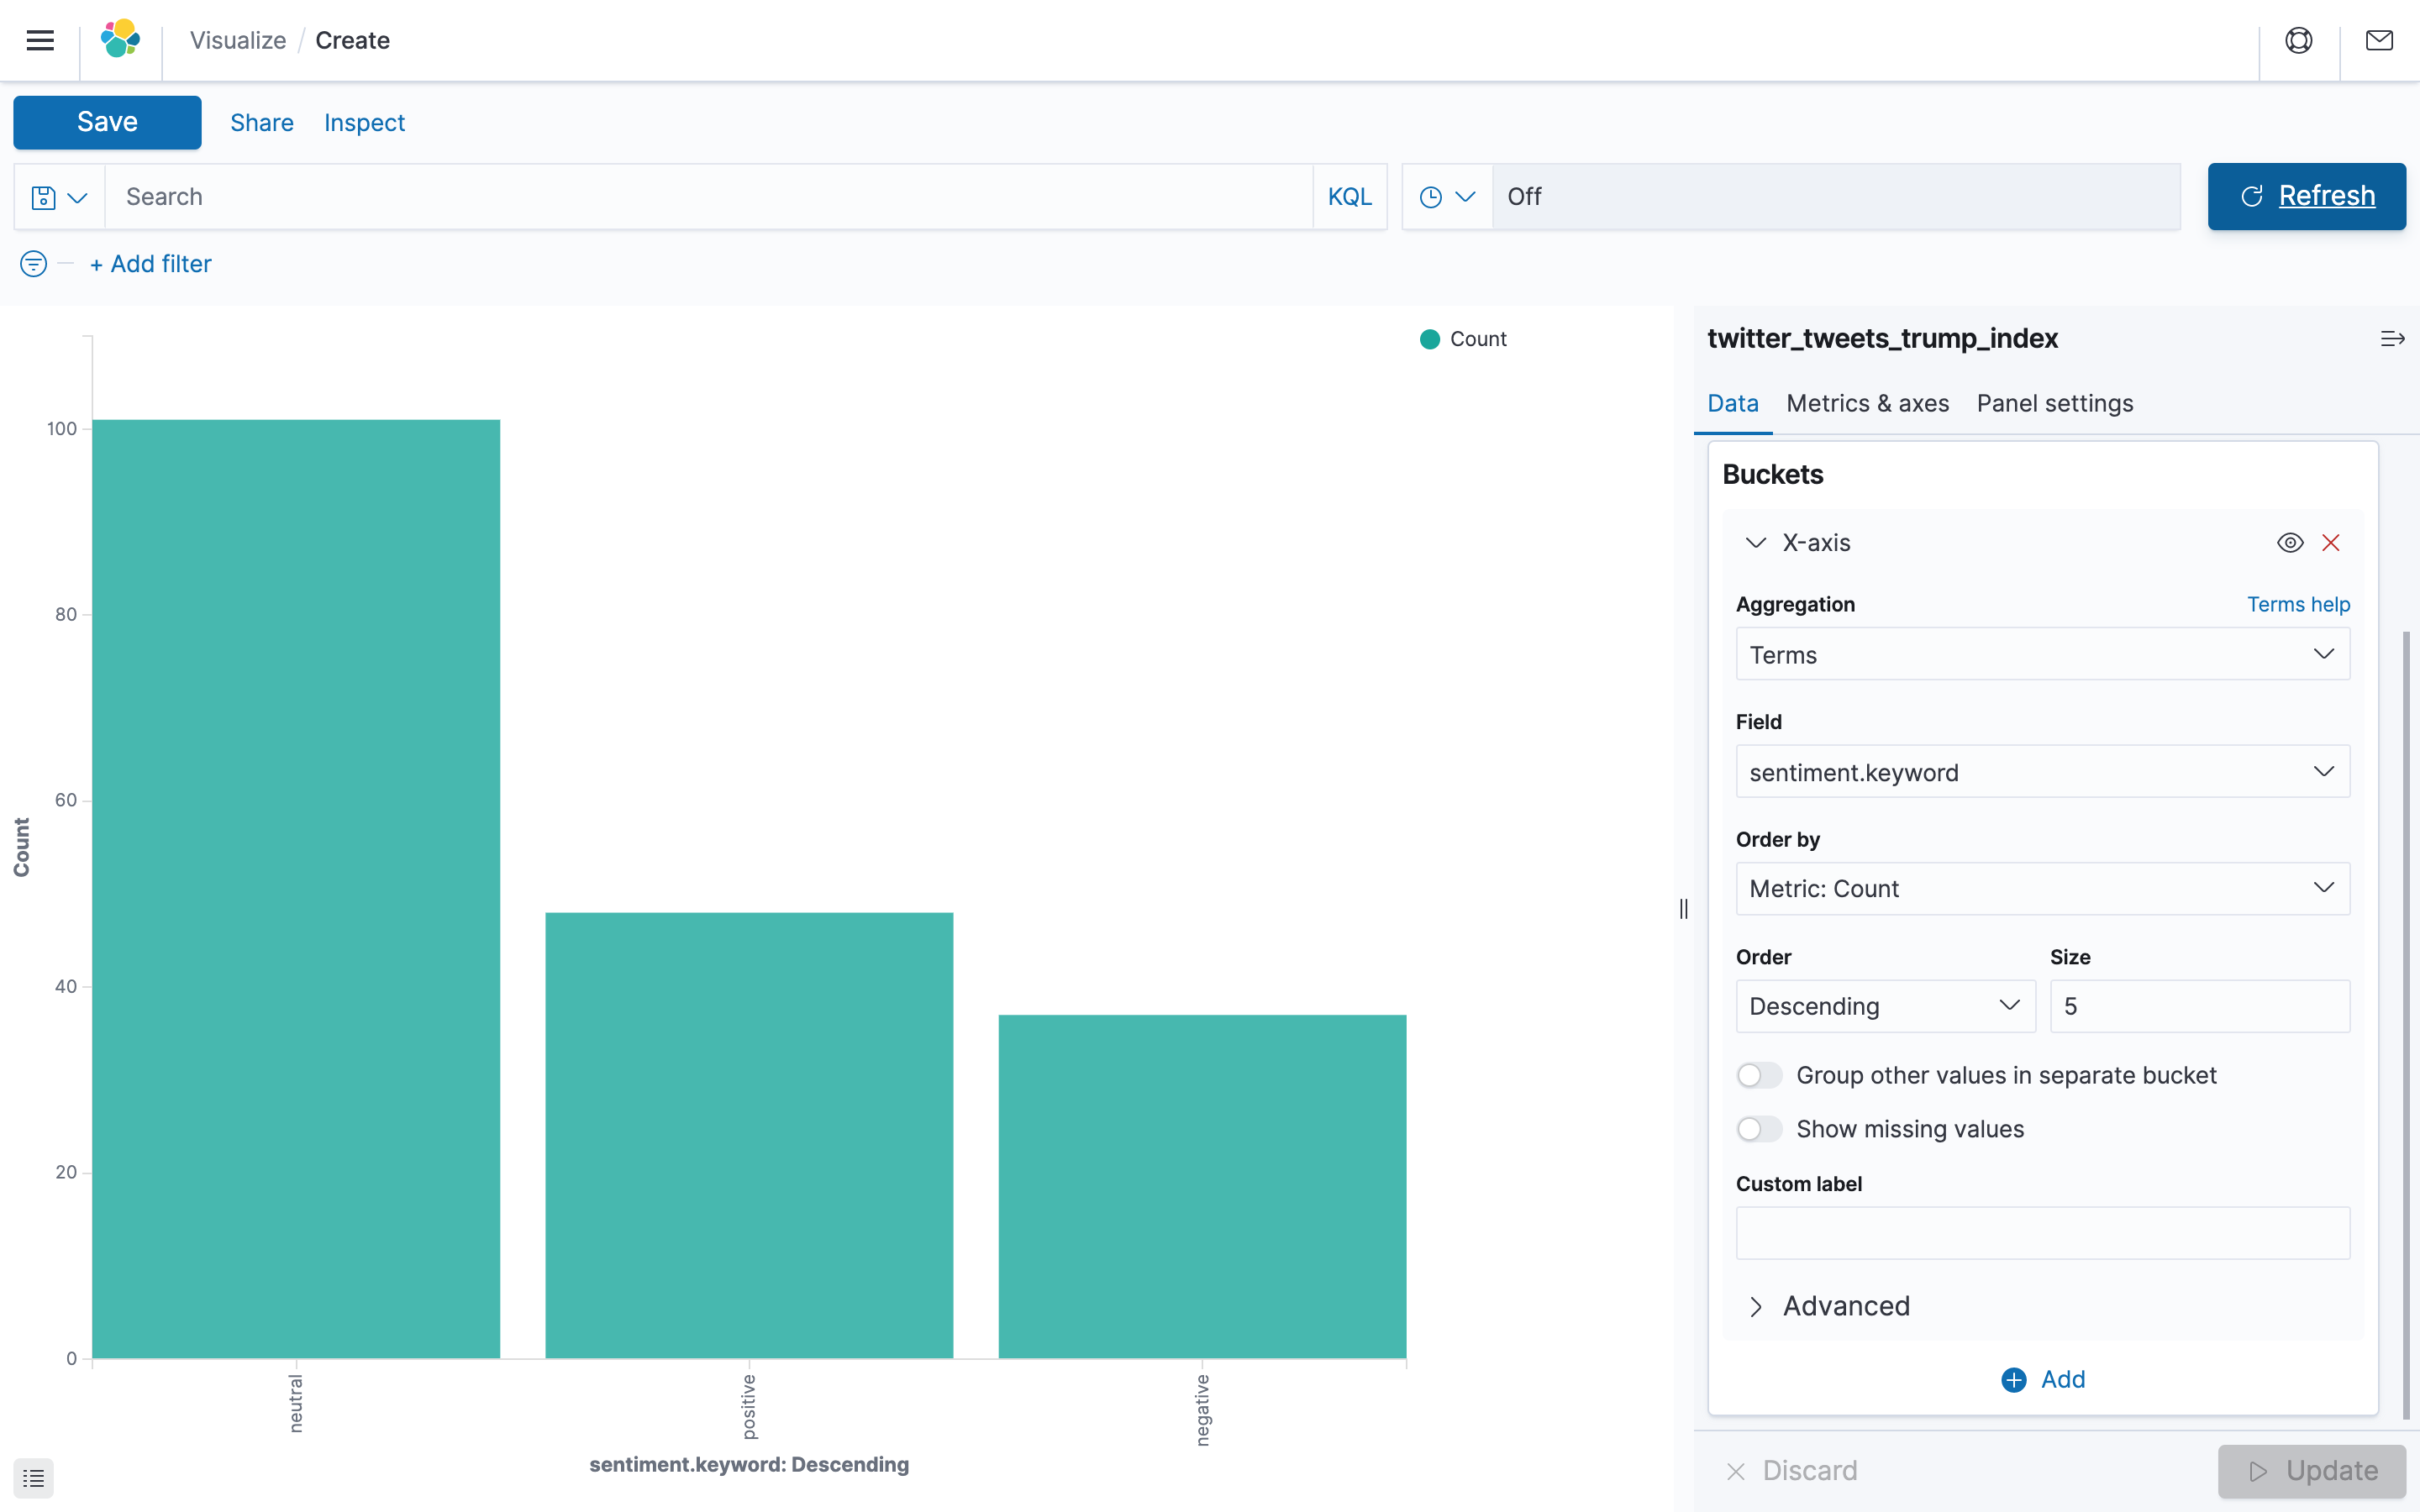 Visualize / Create
Save Share Inspect
Search KQL Off Refresh
+ Add filter
Count
100
80
60
40
20
0
Count
neutral
positive
negative
sentiment.keyword: Descending
twitter_tweets_trump_index
Data Metrics & axes Panel settings
Buckets
X-axis
Aggregation Terms help
Terms
Field
sentiment.keyword
Order by
Metric: Count
Order Size
Descending 5
Group other values in separate bucket
Show missing values
Custom label
Advanced
Add
Discard Update